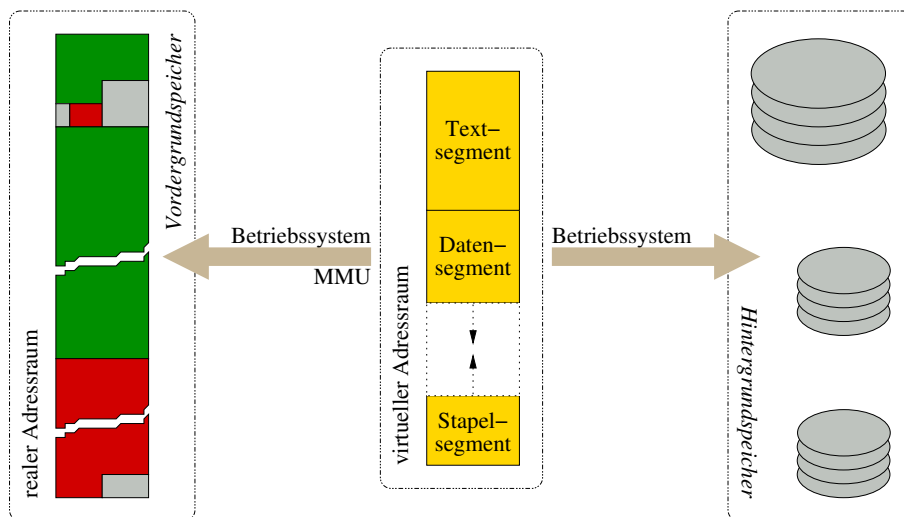 realer Adressraum
Vordergrundspeicher
Betriebssystem
MMU
virtueller Adressraum
Text−
segment
Daten−
segment
Stapel−
segment
Betriebssystem
Hintergrundspeicher